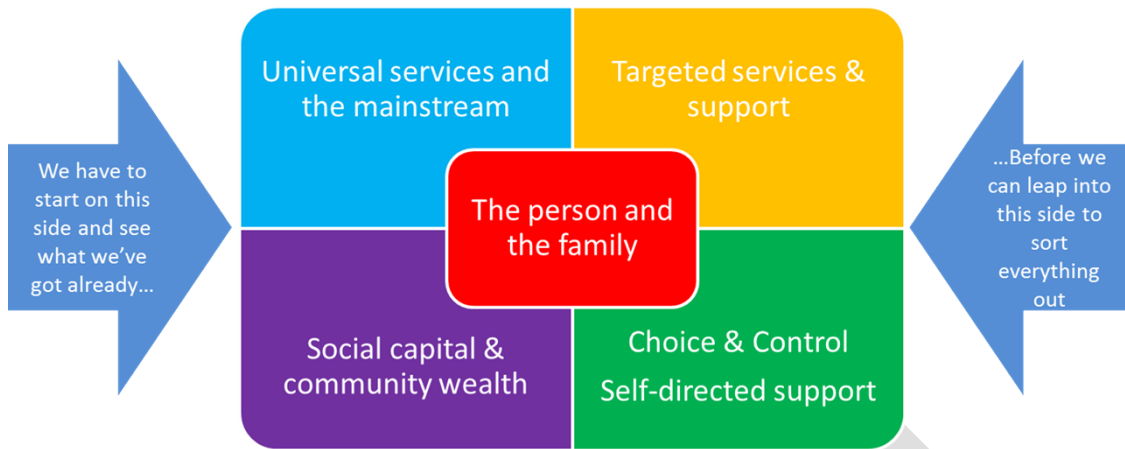 We have to
start on this
side and see
what we’ve
got already…
Universal services and
the mainstream
Targeted services &
support
The person and
the family
Social capital &
community wealth
Choice & Control
Self-directed support
…Before we
can leap into
this side to
sort
everything
out